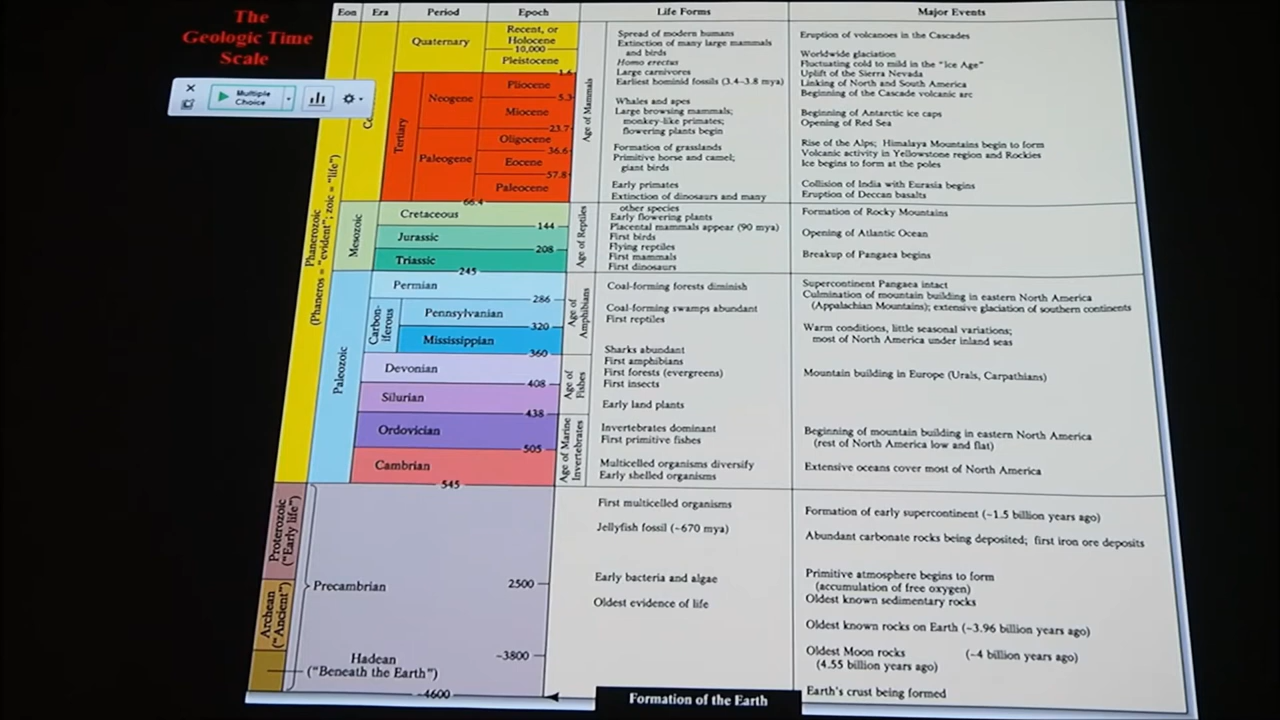 The
Geologic Time
Scale
Multiple
Choice
Eon Era Period Epoch Life Forms Major Events
Phanerozoic
(Phaneros = "evident"; zoic = "life")
Proterozoic
("Early life")
Archean
("Ancient")
Ce
Mesozoic
Paleozoic
Quaternary
Tertiary
Neogene
Paleogene
Recent, or
Holocene
10,000
Pleistocene
1.6
Pliocene
5.3
Miocene
23.7
Oligocene
36.6
Eocene
57.8
Paleocene
66.4
Cretaceous
144
Jurassic
208
Triassic
245
Permian
286
Carbon-
iferous
Pennsylvanian
320
Mississippian
360
Devonian
408
Silurian
438
Ordovician
505
Cambrian
545
Precambrian
2500
~3800
Hadean
("Beneath the Earth")
~4600
Age of Mammals
Age of Reptiles
Age of
Amphibians
Age of
Fishes
Age of Marine
Invertebrates
Spread of modern humans
Extinction of many large mammals
and birds
Homo erectus
Large carnivores
Earliest hominid fossils (3.4–3.8 mya)
Whales and apes
Large browsing mammals;
monkey-like primates;
flowering plants begin
Formation of grasslands
Primitive horse and camel;
giant birds
Early primates
Extinction of dinosaurs and many
other species
Early flowering plants
Placental mammals appear (90 mya)
First birds
Flying reptiles
First mammals
First dinosaurs
Coal-forming forests diminish
Coal-forming swamps abundant
First reptiles
Sharks abundant
First amphibians
First forests (evergreens)
First insects
Early land plants
Invertebrates dominant
First primitive fishes
Multicelled organisms diversify
Early shelled organisms
First multicelled organisms
Jellyfish fossil (~670 mya)
Early bacteria and algae
Oldest evidence of life
Formation of the Earth
Eruption of volcanoes in the Cascades
Worldwide glaciation
Fluctuating cold to mild in the "Ice Age"
Uplift of the Sierra Nevada
Linking of North and South America
Beginning of the Cascade volcanic arc
Beginning of Antarctic ice caps
Opening of Red Sea
Rise of the Alps; Himalaya Mountains begin to form
Volcanic activity in Yellowstone region and Rockies
Ice begins to form at the poles
Collision of India with Eurasia begins
Eruption of Deccan basalts
Formation of Rocky Mountains
Opening of Atlantic Ocean
Breakup of Pangaea begins
Supercontinent Pangaea intact
Culmination of mountain building in eastern North America
(Appalachian Mountains); extensive glaciation of southern continents
Warm conditions, little seasonal variations;
most of North America under inland seas
Mountain building in Europe (Urals, Carpathians)
Beginning of mountain building in eastern North America
(rest of North America low and flat)
Extensive oceans cover most of North America
Formation of early supercontinent (~1.5 billion years ago)
Abundant carbonate rocks being deposited; first iron ore deposits
Primitive atmosphere begins to form
(accumulation of free oxygen)
Oldest known sedimentary rocks
Oldest known rocks on Earth (~3.96 billion years ago)
Oldest Moon rocks (~4 billion years ago)
(4.55 billion years ago)
Earth's crust being formed